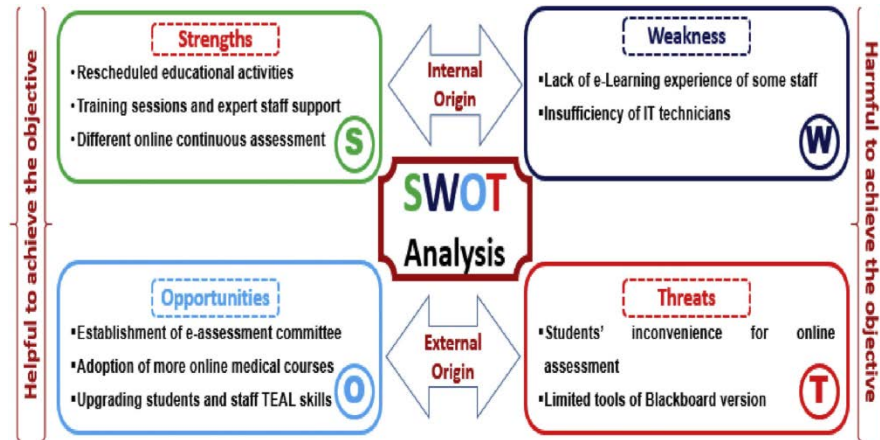 Helpful to achieve the objective
Strengths
•Rescheduled educational activities
•Training sessions and expert staff support
•Different online continuous assessment
S
Internal
Origin
Weakness
▪Lack of e-Learning experience of some staff
▪Insufficiency of IT technicians
W
SWOT
Analysis
Opportunities
▪Establishment of e-assessment committee
▪Adoption of more online medical courses
▪Upgrading students and staff TEAL skills
O
External
Origin
Threats
▪Students’ inconvenience for online
assessment
▪Limited tools of Blackboard version
T
Harmful to achieve the objective